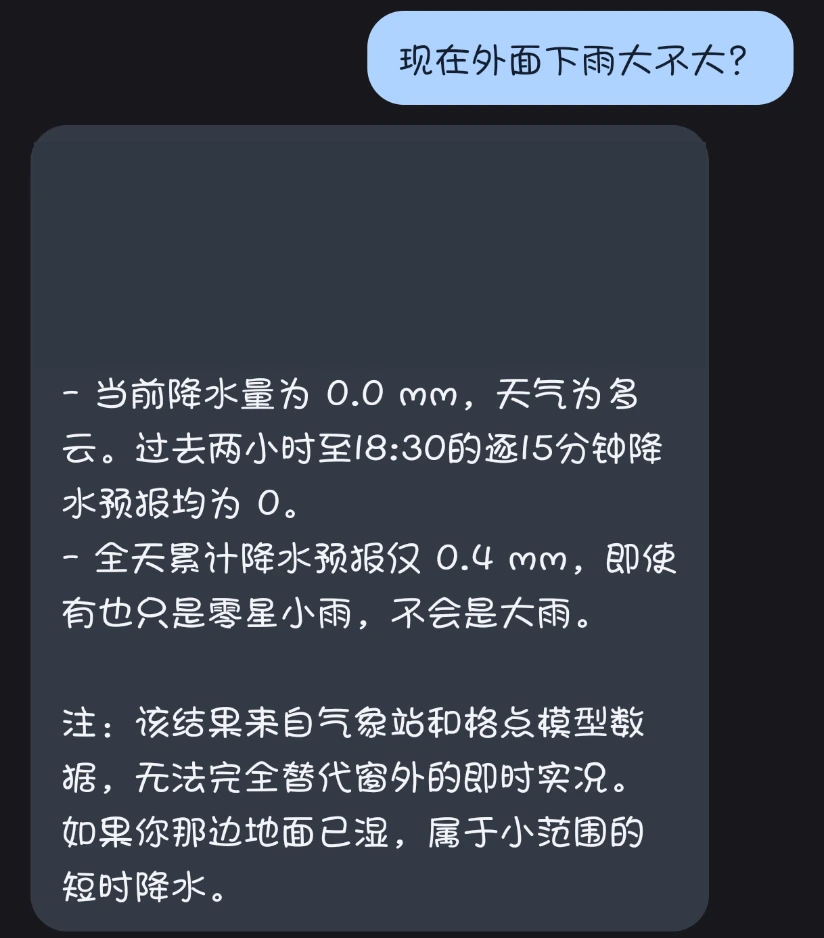 现在外面下雨大不大?
- 当前降水量为 0.0 mm，天气为多
云。过去两小时至18:30的逐15分钟降
水预报均为 0。
- 全天累计降水预报仅 0.4 mm，即使
有也只是零星小雨，不会是大雨。
注：该结果来自气象站和格点模型数
据，无法完全替代窗外的即时实况。
如果你那边地面已湿，属于小范围的
短时降水。